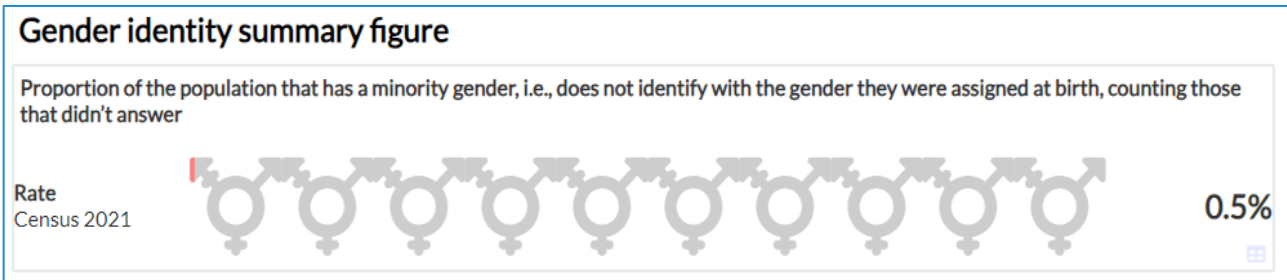 Gender identity summary figure
Proportion of the population that has a minority gender, i.e., does not identify with the gender they were assigned at birth, counting those
that didn't answer
Rate
Census 2021
0.5%